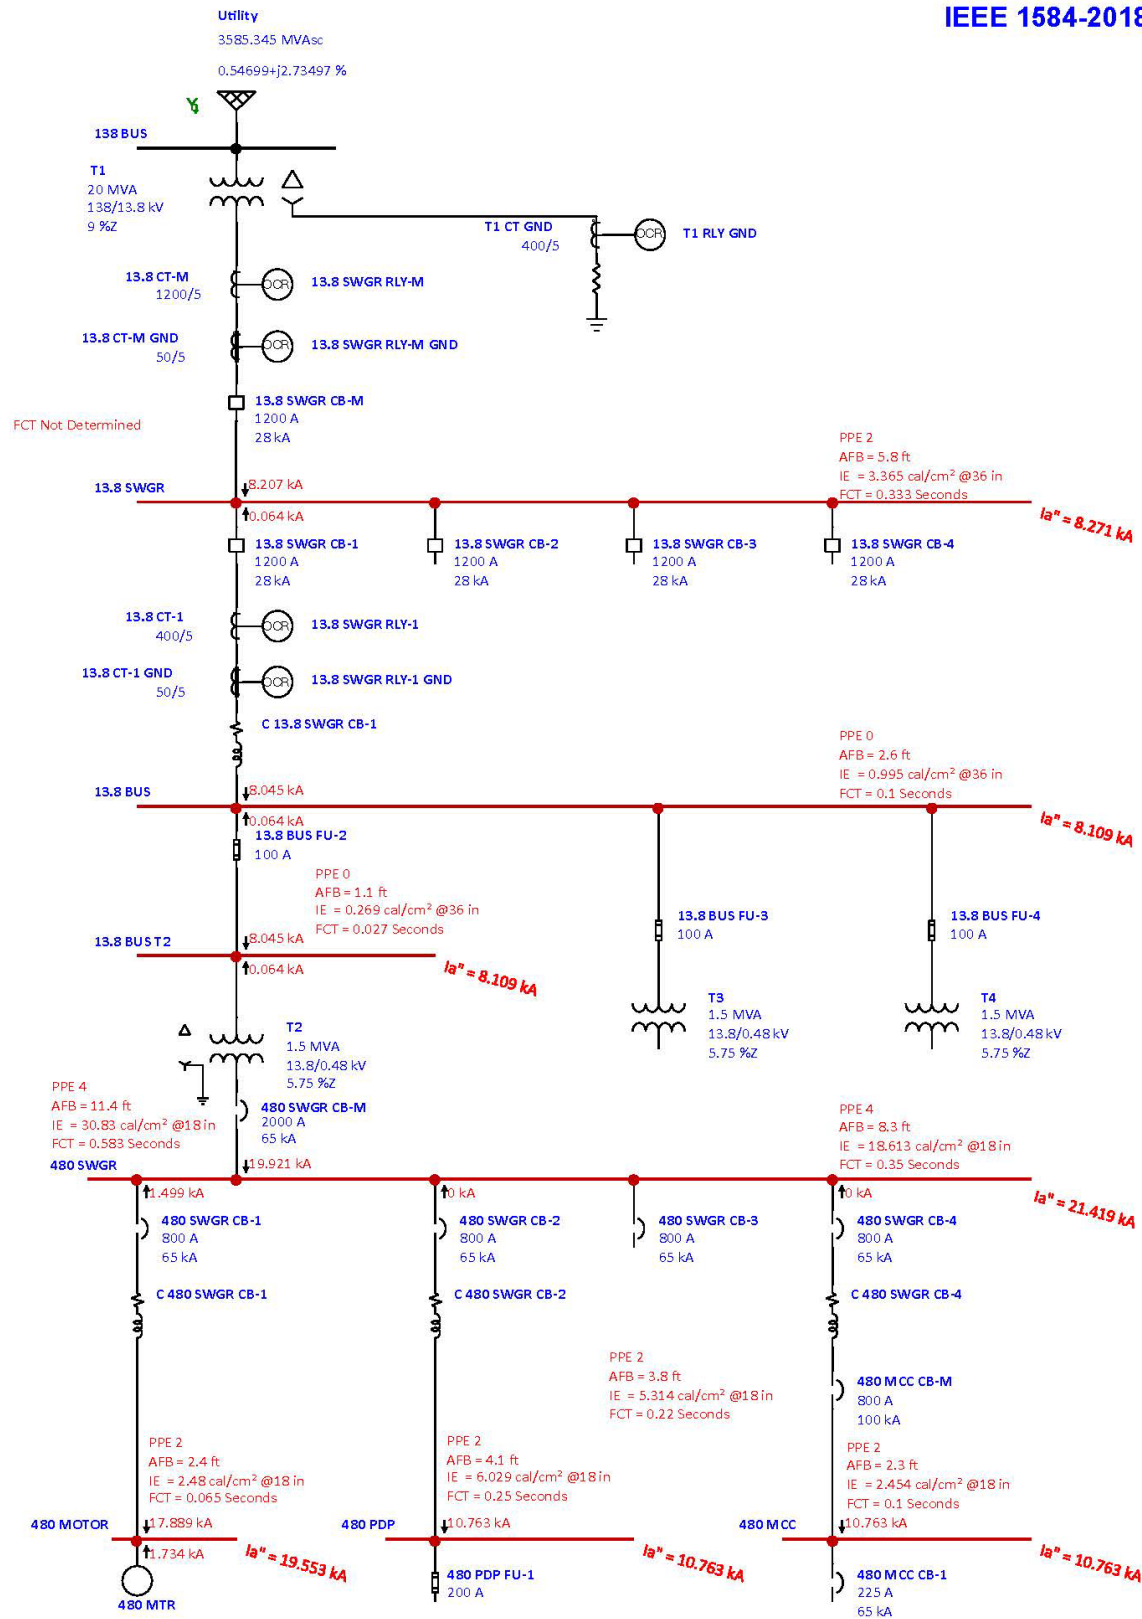 IEEE 1584-2018
Utility
3585.345 MVAsc
0.54699+j2.73497 %
138 BUS
T1
20 MVA
138/13.8 kV
9 %Z
T1 CT GND
400/5
OCR
T1 RLY GND
13.8 CT-M
1200/5
OCR
13.8 SWGR RLY-M
13.8 CT-M GND
50/5
OCR
13.8 SWGR RLY-M GND
13.8 SWGR CB-M
1200 A
28 kA
FCT Not Determined
PPE 2
AFB = 5.8 ft
IE = 3.365 cal/cm² @36 in
FCT = 0.333 Seconds
13.8 SWGR
8.207 kA
0.064 kA
Ia" = 8.271 kA
13.8 SWGR CB-1
1200 A
28 kA
13.8 SWGR CB-2
1200 A
28 kA
13.8 SWGR CB-3
1200 A
28 kA
13.8 SWGR CB-4
1200 A
28 kA
13.8 CT-1
400/5
OCR
13.8 SWGR RLY-1
13.8 CT-1 GND
50/5
OCR
13.8 SWGR RLY-1 GND
C 13.8 SWGR CB-1
PPE 0
AFB = 2.6 ft
IE = 0.995 cal/cm² @36 in
FCT = 0.1 Seconds
13.8 BUS
8.045 kA
0.064 kA
Ia" = 8.109 kA
13.8 BUS FU-2
100 A
PPE 0
AFB = 1.1 ft
IE = 0.269 cal/cm² @36 in
FCT = 0.027 Seconds
13.8 BUS FU-3
100 A
13.8 BUS FU-4
100 A
13.8 BUS T2
8.045 kA
0.064 kA
Ia" = 8.109 kA
T3
1.5 MVA
13.8/0.48 kV
5.75 %Z
T4
1.5 MVA
13.8/0.48 kV
5.75 %Z
T2
1.5 MVA
13.8/0.48 kV
5.75 %Z
PPE 4
AFB = 11.4 ft
IE = 30.83 cal/cm² @18 in
FCT = 0.583 Seconds
480 SWGR CB-M
2000 A
65 kA
PPE 4
AFB = 8.3 ft
IE = 18.613 cal/cm² @18 in
FCT = 0.35 Seconds
480 SWGR
19.921 kA
1.499 kA
0 kA
0 kA
Ia" = 21.419 kA
480 SWGR CB-1
800 A
65 kA
480 SWGR CB-2
800 A
65 kA
480 SWGR CB-3
800 A
65 kA
480 SWGR CB-4
800 A
65 kA
C 480 SWGR CB-1
C 480 SWGR CB-2
C 480 SWGR CB-4
PPE 2
AFB = 3.8 ft
IE = 5.314 cal/cm² @18 in
FCT = 0.22 Seconds
480 MCC CB-M
800 A
100 kA
PPE 2
AFB = 2.4 ft
IE = 2.48 cal/cm² @18 in
FCT = 0.065 Seconds
PPE 2
AFB = 4.1 ft
IE = 6.029 cal/cm² @18 in
FCT = 0.25 Seconds
PPE 2
AFB = 2.3 ft
IE = 2.454 cal/cm² @18 in
FCT = 0.1 Seconds
480 MOTOR
17.889 kA
1.734 kA
Ia" = 19.553 kA
480 PDP
10.763 kA
Ia" = 10.763 kA
480 MCC
10.763 kA
Ia" = 10.763 kA
480 MTR
480 PDP FU-1
200 A
480 MCC CB-1
225 A
65 kA